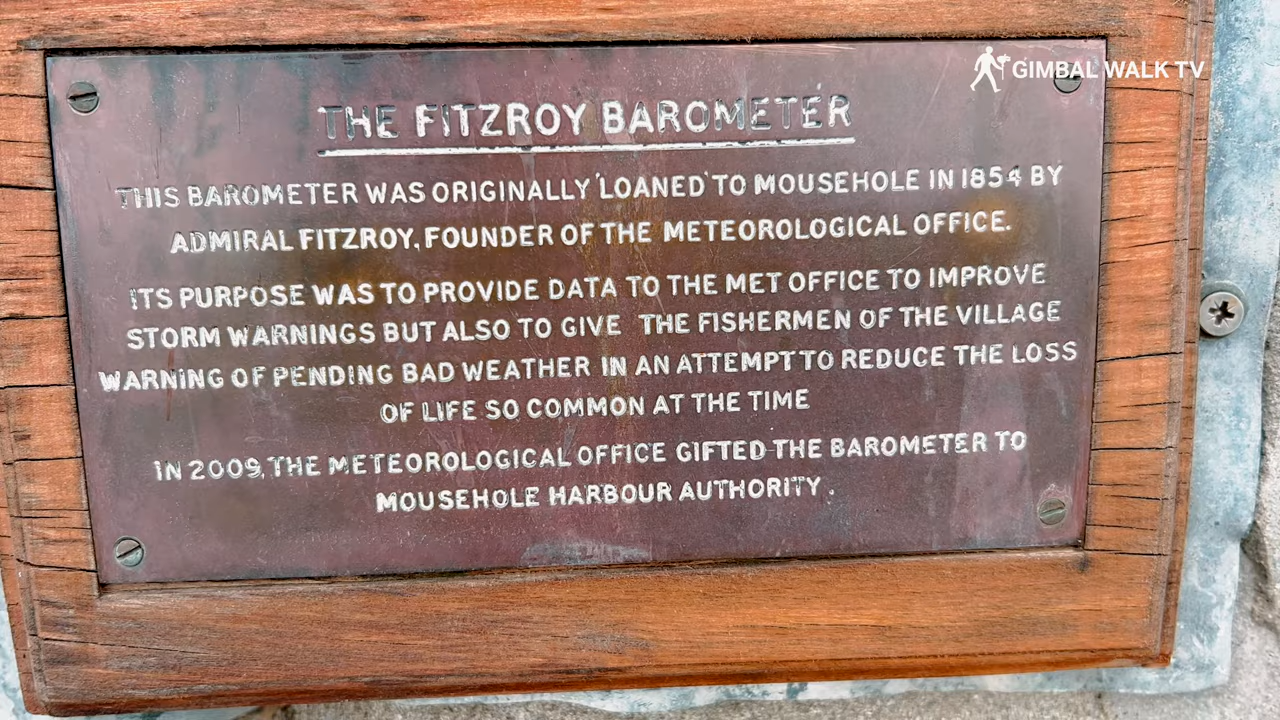 GIMBAL WALK TV
THE FITZROY BAROMETER
THIS BAROMETER WAS ORIGINALLY 'LOANED' TO MOUSEHOLE IN 1854 BY
ADMIRAL FITZROY, FOUNDER OF THE METEOROLOGICAL OFFICE.
ITS PURPOSE WAS TO PROVIDE DATA TO THE MET OFFICE TO IMPROVE
STORM WARNINGS BUT ALSO TO GIVE THE FISHERMEN OF THE VILLAGE
WARNING OF PENDING BAD WEATHER IN AN ATTEMPT TO REDUCE THE LOSS
OF LIFE SO COMMON AT THE TIME
IN 2009, THE METEOROLOGICAL OFFICE GIFTED THE BAROMETER TO
MOUSEHOLE HARBOUR AUTHORITY.